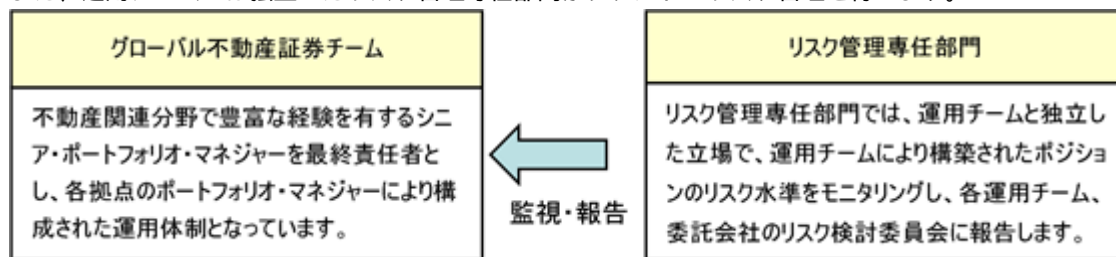 グローバル不動産証券チーム
不動産関連分野で豊富な経験を有するシニ
ア・ポートフォリオ・マネジャーを最終責任者と
し、各拠点のポートフォリオ・マネジャーにより構
成された運用体制となっています。
監視・報告
リスク管理専任部門
リスク管理専任部門では、運用チームと独立し
た立場で、運用チームにより構築されたポジショ
ンのリスク水準をモニタリングし、各運用チーム、
委託会社のリスク検討委員会に報告します。